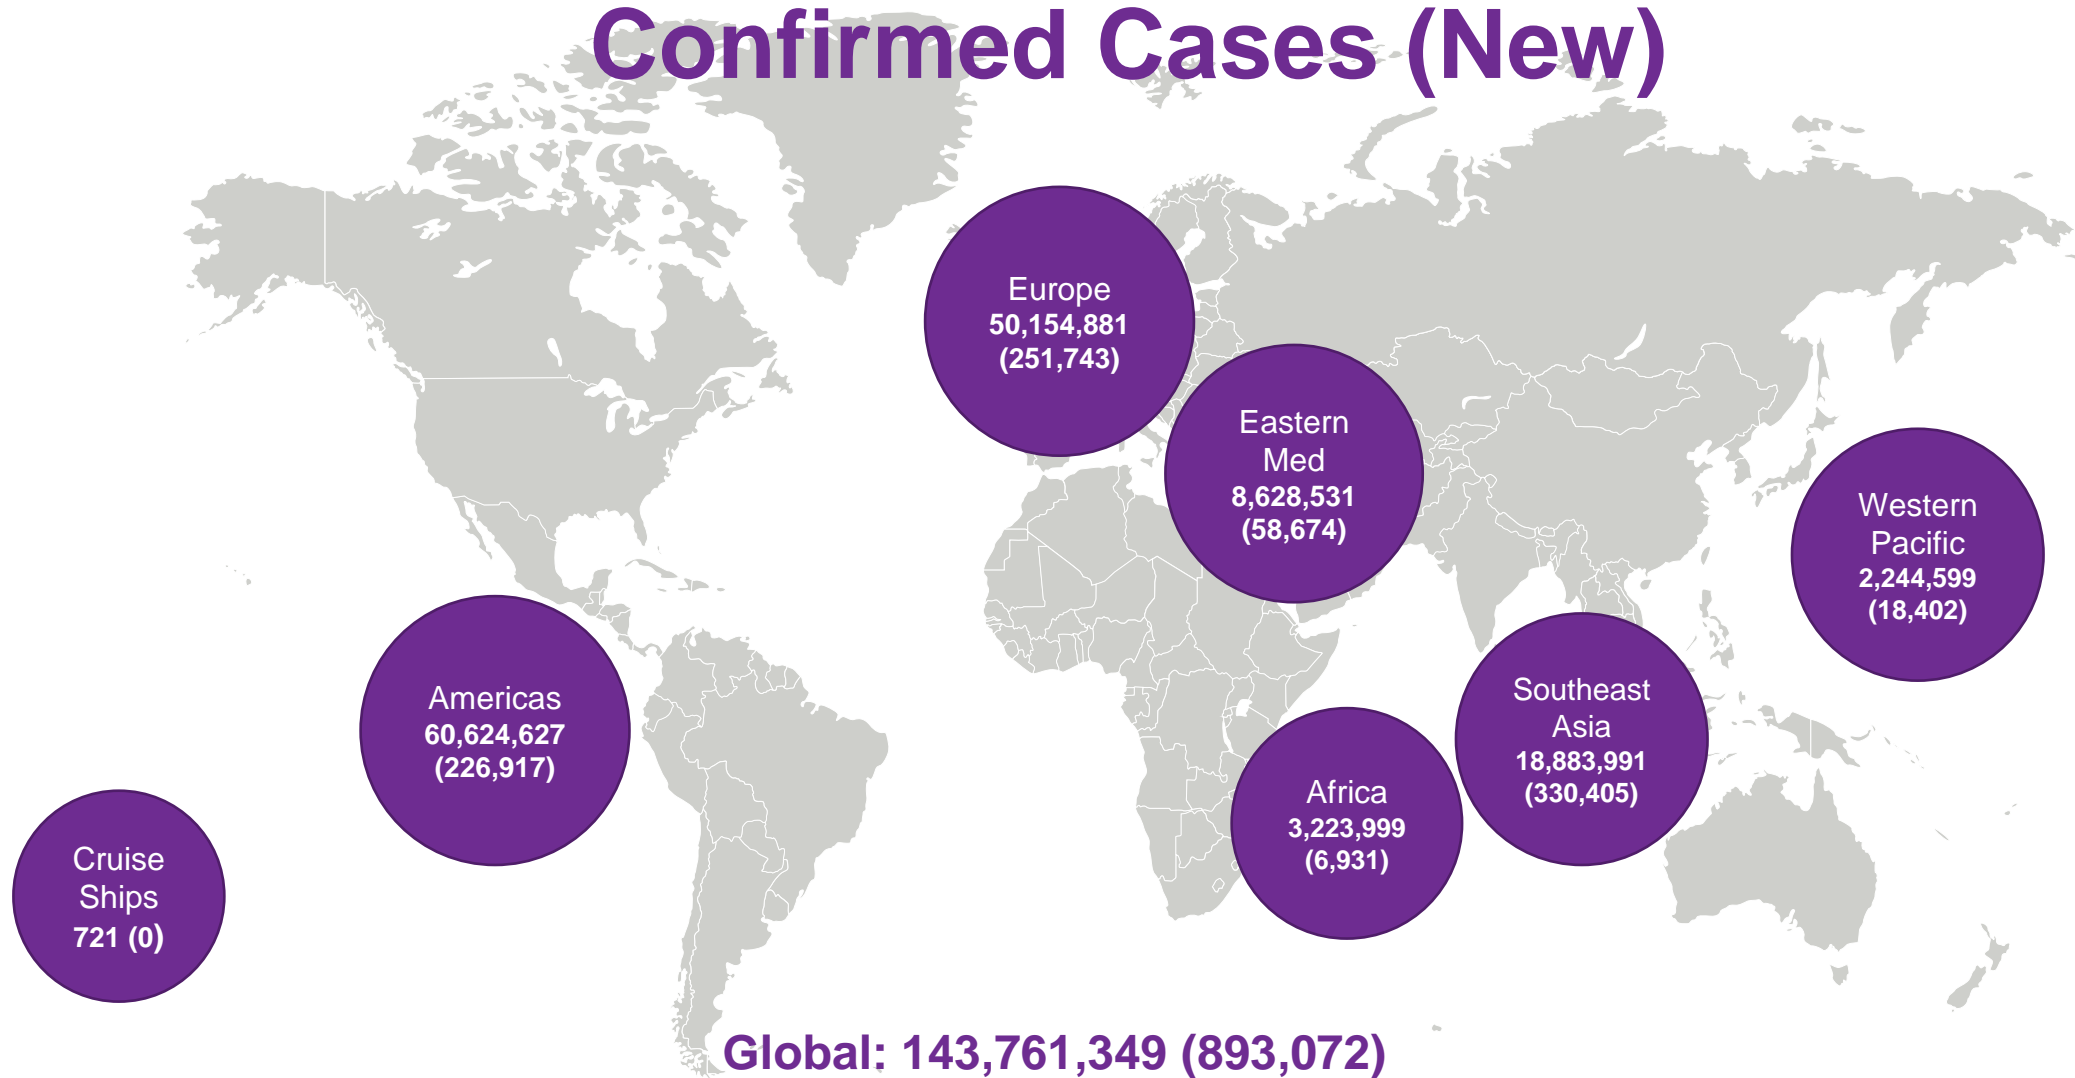 Confirmed Cases (New)
Europe
50,154,881
(251,743)
Eastern
Med
8,628,531
(58,674)
Western
Pacific
2,244,599
(18,402)
Americas
60,624,627
(226,917)
Southeast
Asia
18,883,991
(330,405)
Africa
3,223,999
(6,931)
Cruise
Ships
721 (0)
Global: 143,761,349 (893,072)